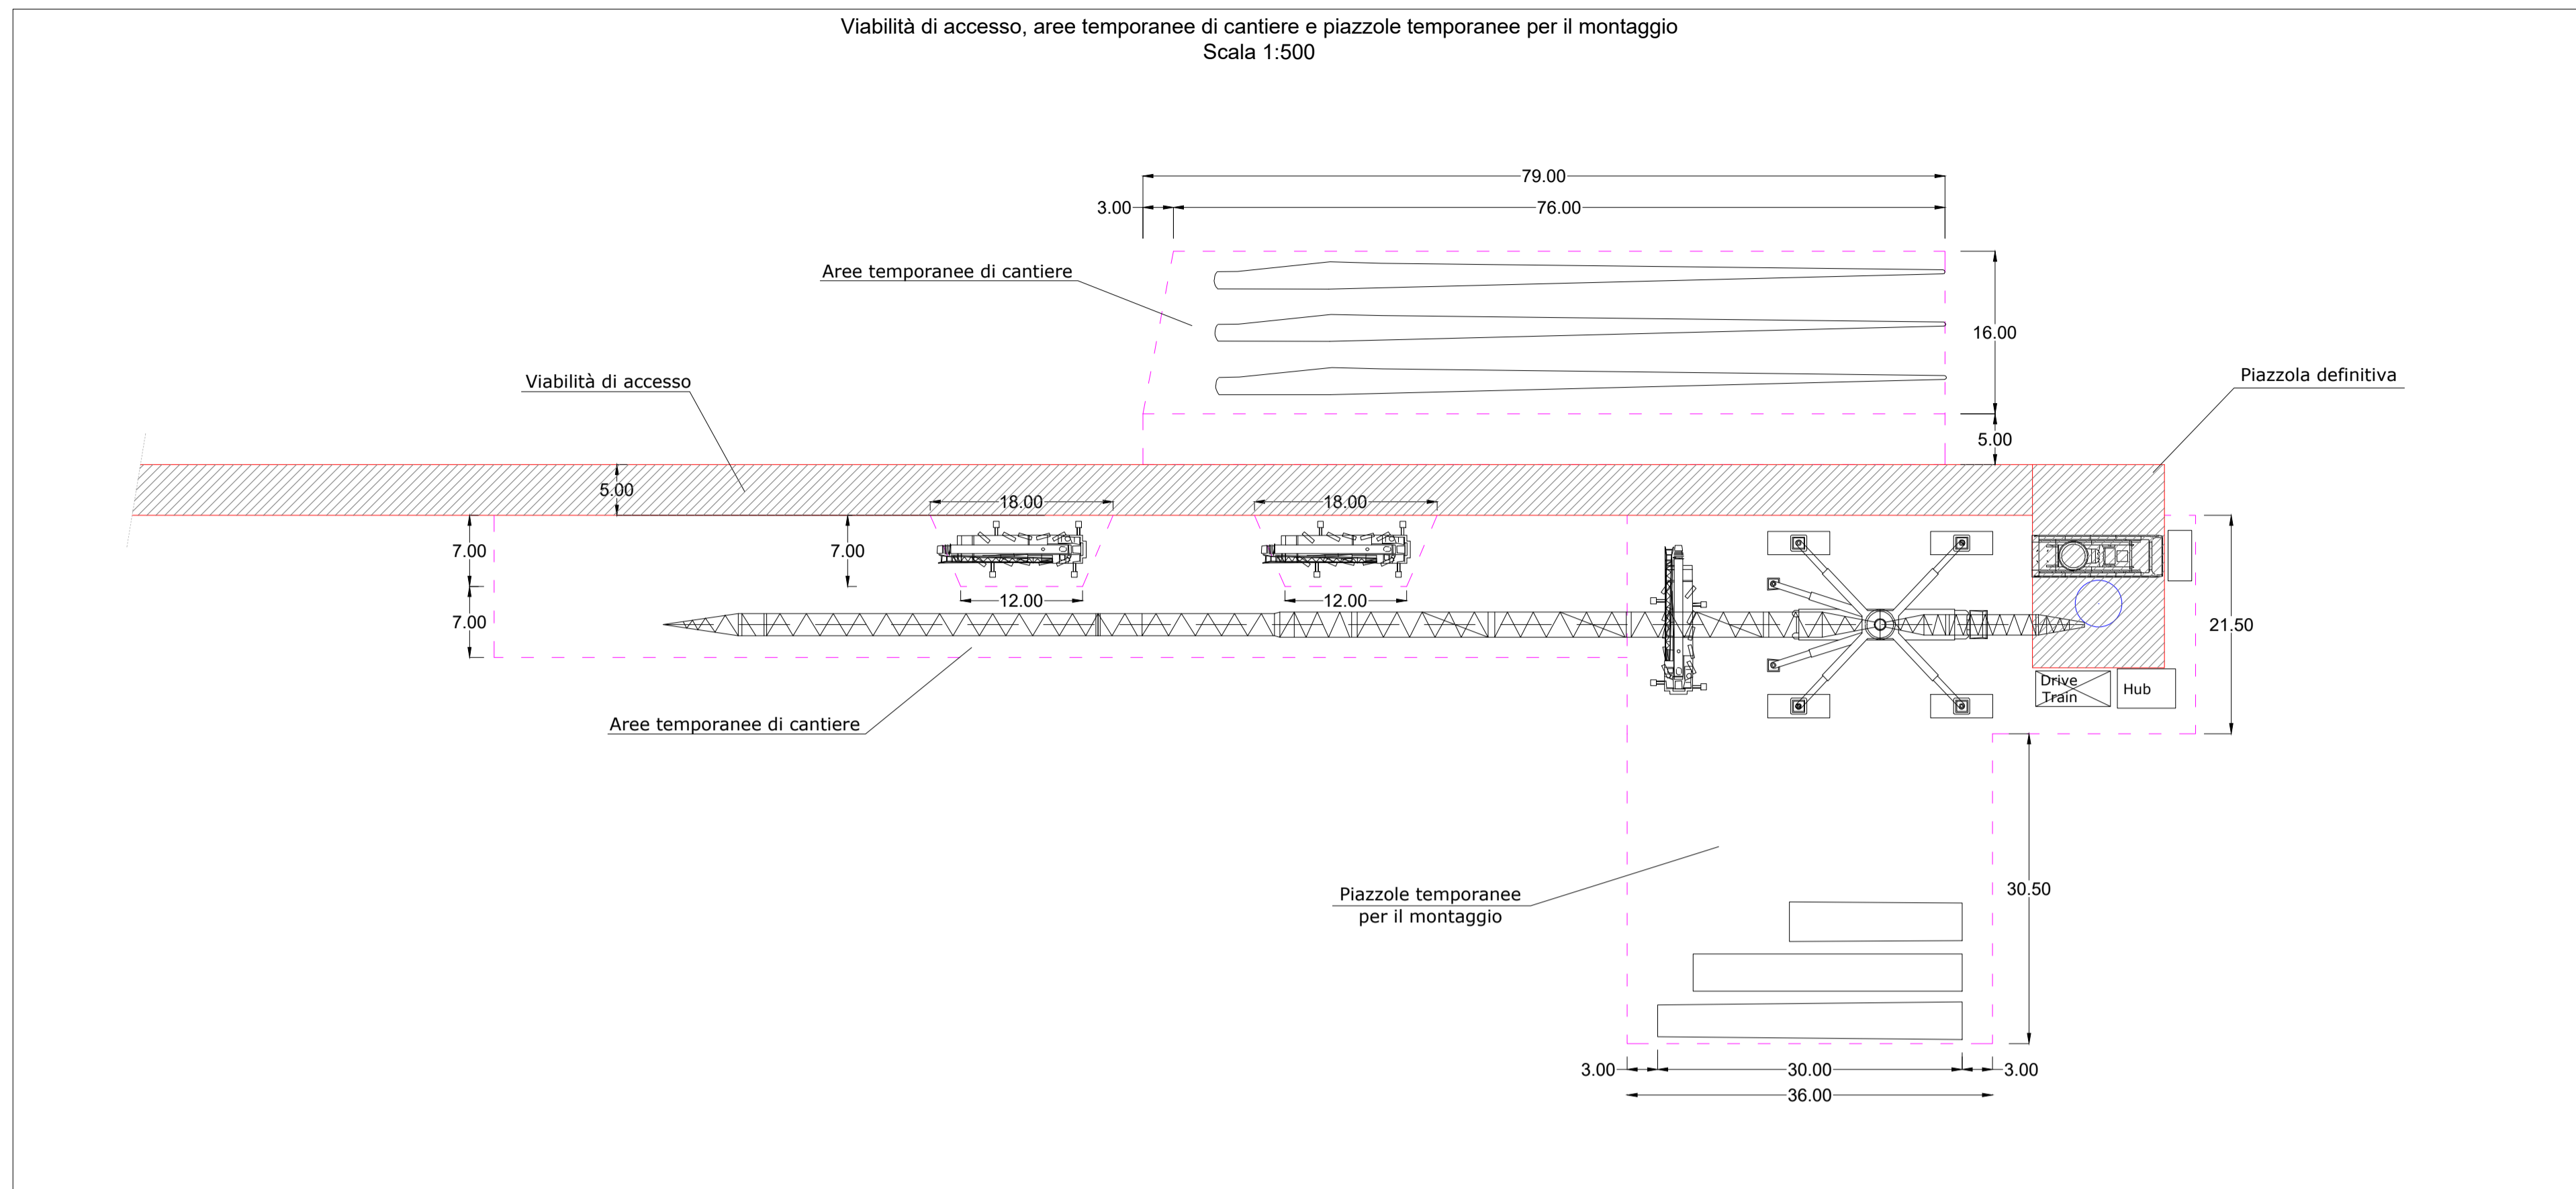 Viabilità di accesso, aree temporanee di cantiere e piazzole temporanee per il montaggio
Scala 1:500
79.00
3.00
76.00
Aree temporanee di cantiere
16.00
Viabilità di accesso
Piazzola definitiva
5.00
5.00
18.00
18.00
7.00
7.00
12.00
12.00
7.00
21.50
Drive
Train
Hub
Aree temporanee di cantiere
Piazzole temporanee
per il montaggio
30.50
3.00
30.00
3.00
36.00